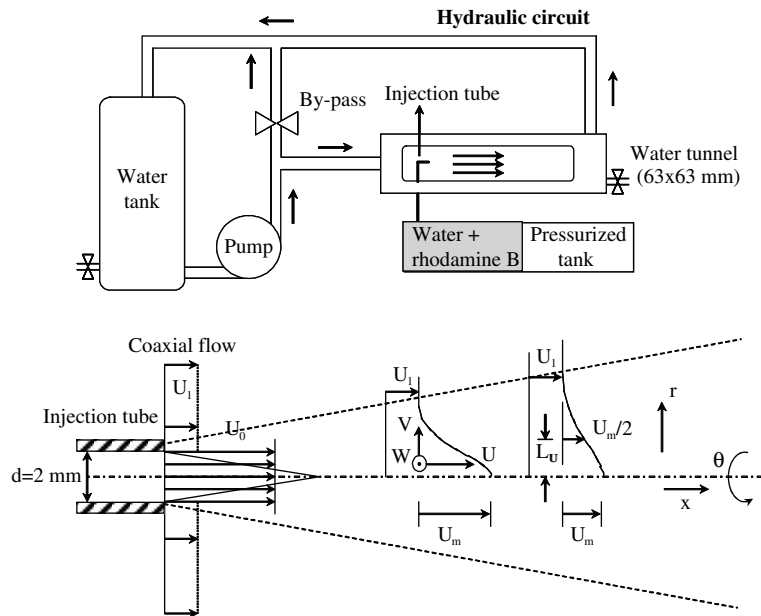 Hydraulic circuit
By-pass
Injection tube
Water
tank
Pump
Water tunnel
(63x63 mm)
Water +
rhodamine B
Pressurized
tank
Coaxial flow
U₁
Injection tube
U₀
d=2 mm
U₁
V
W
U
Uₘ
U₁
Uₘ/2
L_U
Uₘ
r
x
θ